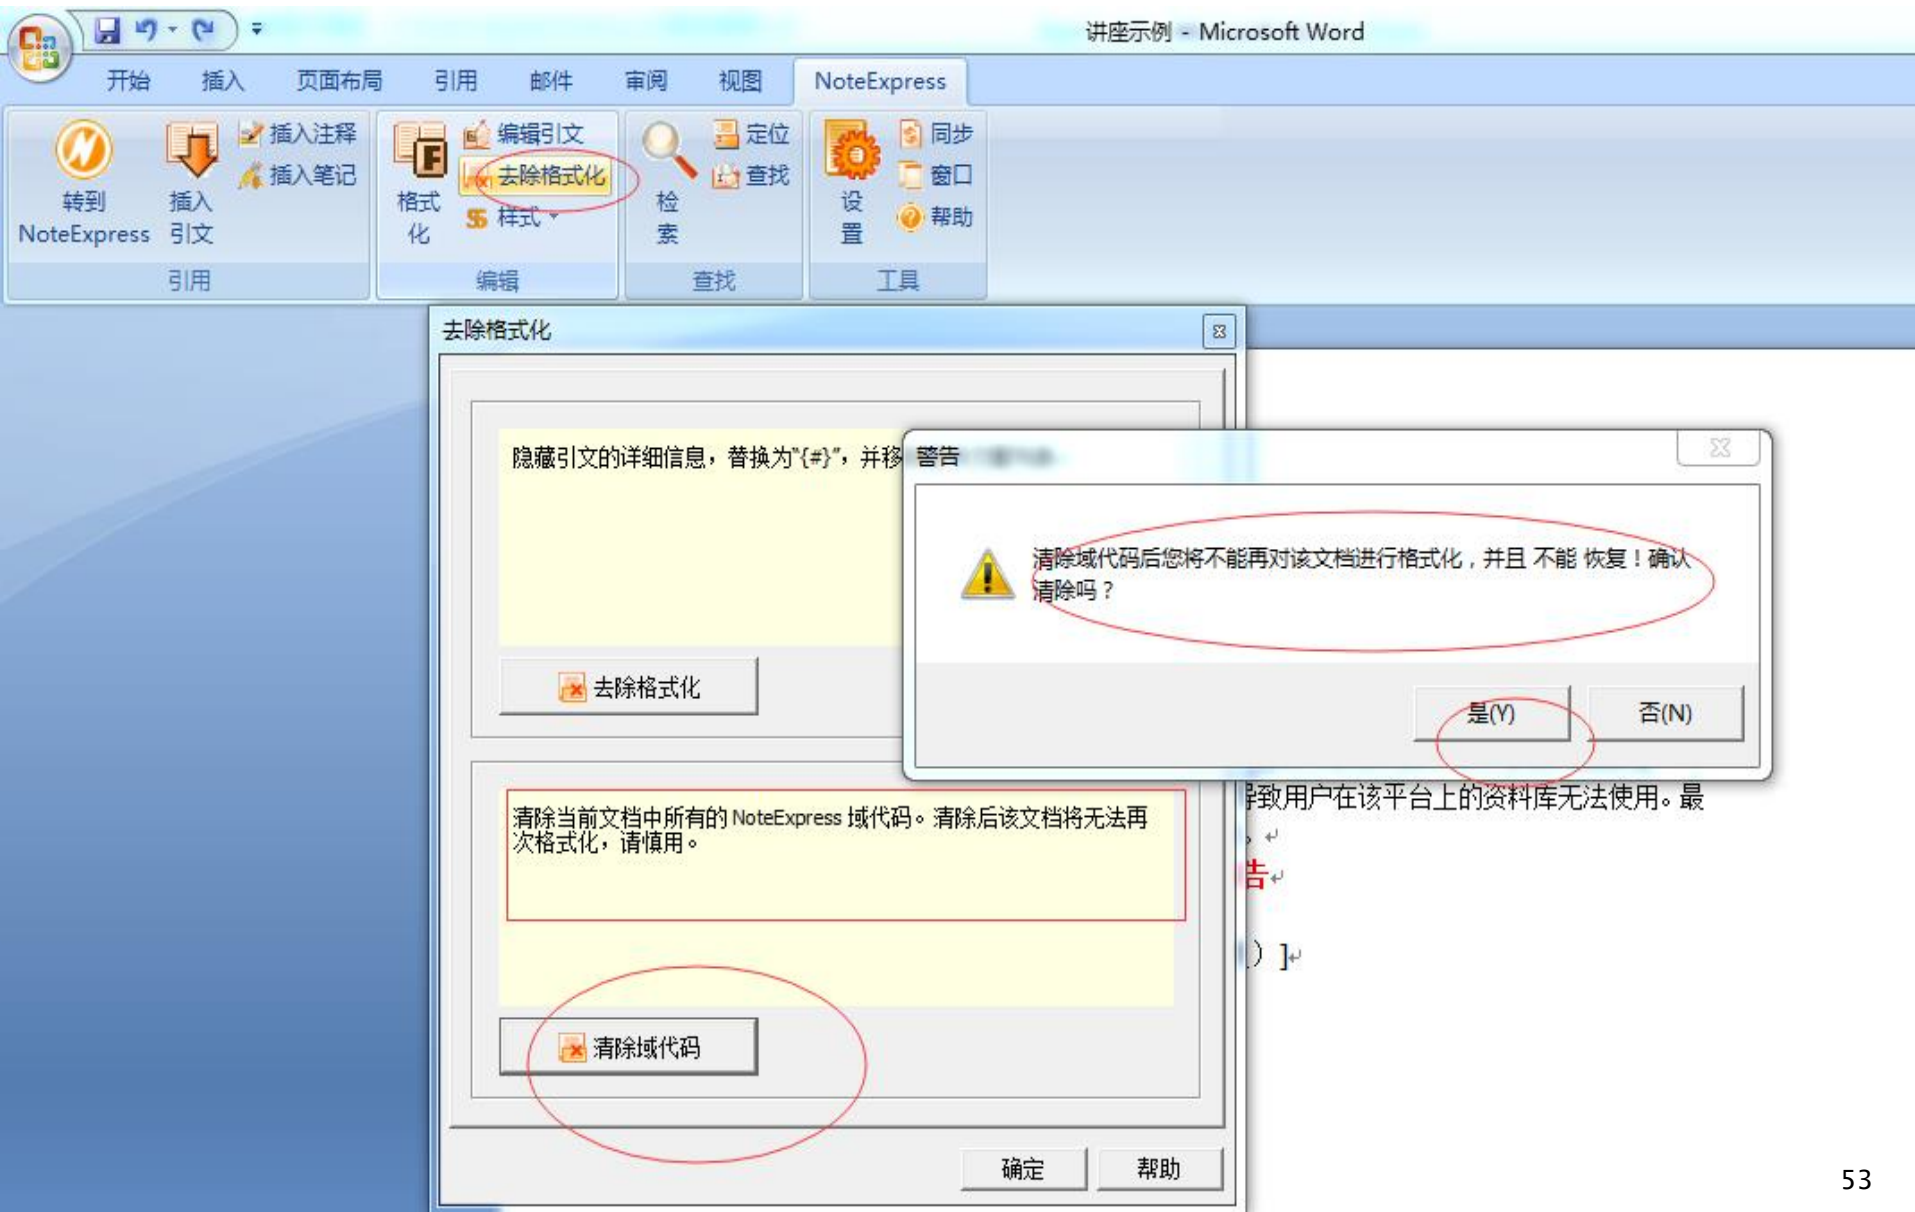 讲座示例 - Microsoft Word
开始 插入 页面布局 引用 邮件 审阅 视图 NoteExpress
转到
NoteExpress
插入
引文
插入注释
插入笔记
引用
格式
化
编辑引文
去除格式化
样式
编辑
检
索
定位
查找
查找
设
置
同步
窗口
帮助
工具
去除格式化
隐藏引文的详细信息，替换为“{#}”，并移
去除格式化
警告
清除域代码后您将不能再对该文档进行格式化，并且 不能 恢复！确认
清除吗？
是(Y) 否(N)
清除当前文档中所有的 NoteExpress 域代码。清除后该文档将无法再
次格式化，请慎用。
清除域代码
确定 帮助
致用户在该平台上的资料库无法使用。最
。
告
) ]
53